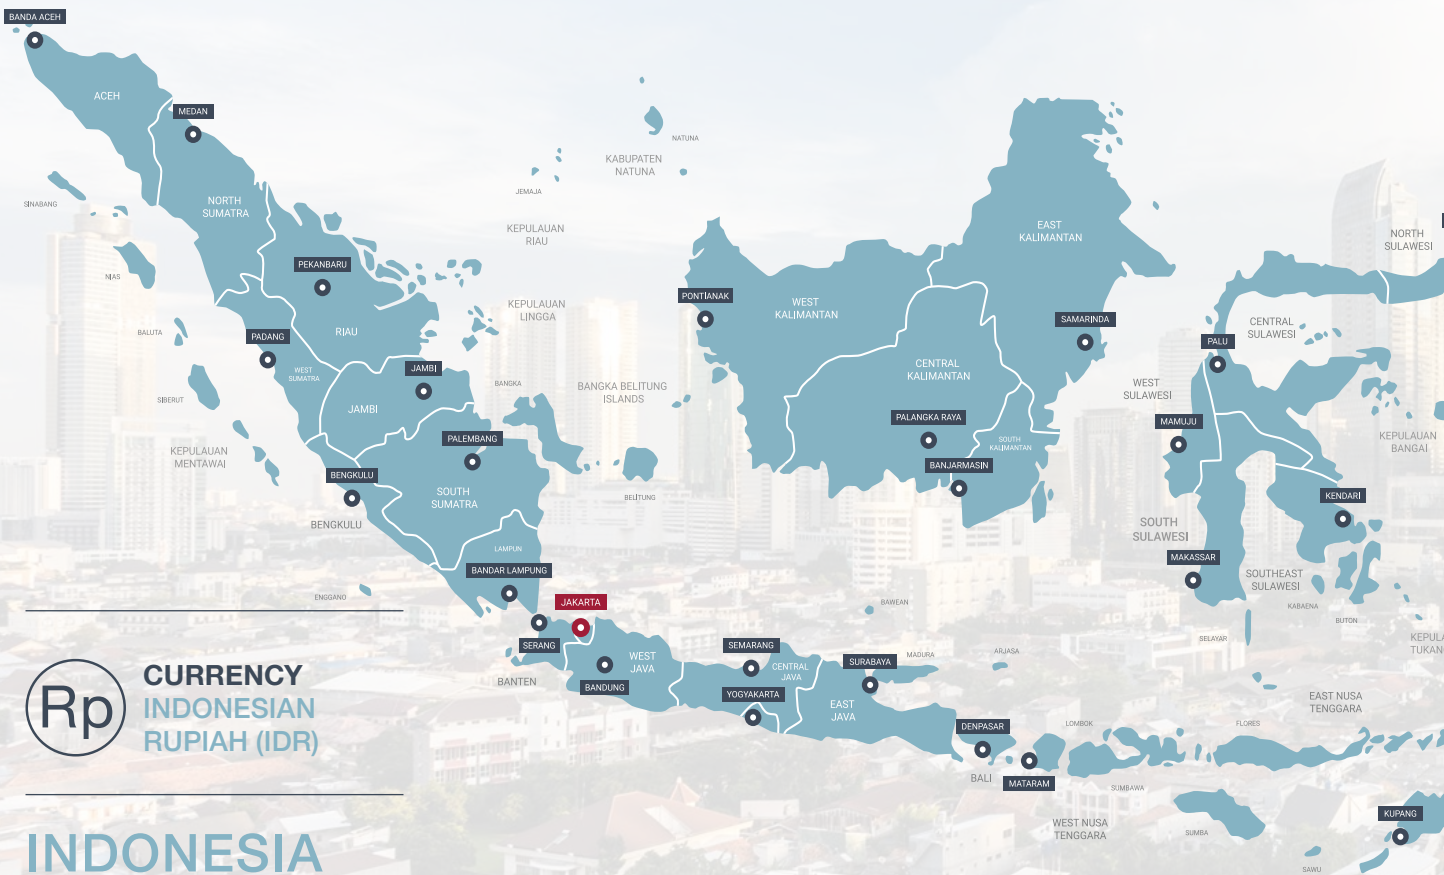 BANDA ACEH
ACEH
MEDAN
NATUNA
KABUPATEN
NATUNA
JEMAJA
SINABANG
NORTH
SUMATRA
KEPULAUAN
RIAU
EAST
KALIMANTAN
NORTH
SULAWESI
PEKANBARU
NIAS
KEPULAUAN
LINGGA
PONTIANAK
WEST
KALIMANTAN
SAMARINDA
CENTRAL
SULAWESI
BALUTA
PADANG
RIAU
PALU
WEST
SUMATRA
JAMBI
CENTRAL
KALIMANTAN
BANGKA
BANGKA BELITUNG
ISLANDS
WEST
SULAWESI
SIBERUT
JAMBI
PALANGKA RAYA
MAMUJU
PALEMBANG
SOUTH
KALIMANTAN
KEPULAUAN
BANGAI
KEPULAUAN
MENTAWAI
BANJARMASIN
BENGKULU
SOUTH
SUMATRA
BELITUNG
KENDARI
BENGKULU
SOUTH
SULAWESI
LAMPUN
MAKASSAR
BANDAR LAMPUNG
SOUTHEAST
SULAWESI
ENGGANO
JAKARTA
BAWEAN
KABAENA
BUTON
SERANG
WEST
JAVA
SEMARANG
CENTRAL
JAVA
SURABAYA
MADURA
ARJASA
SELAYAR
KEPULA
TUKAN
BANTEN
BANDUNG
YOGYAKARTA
EAST
JAVA
EAST NUSA
TENGGARA
DENPASAR
LOMBOK
FLORES
BALI
MATARAM
SUMBAWA
WEST NUSA
TENGGARA
SUMBA
KUPANG
SAWU
Rp
CURRENCY
INDONESIAN
RUPIAH (IDR)
INDONESIA